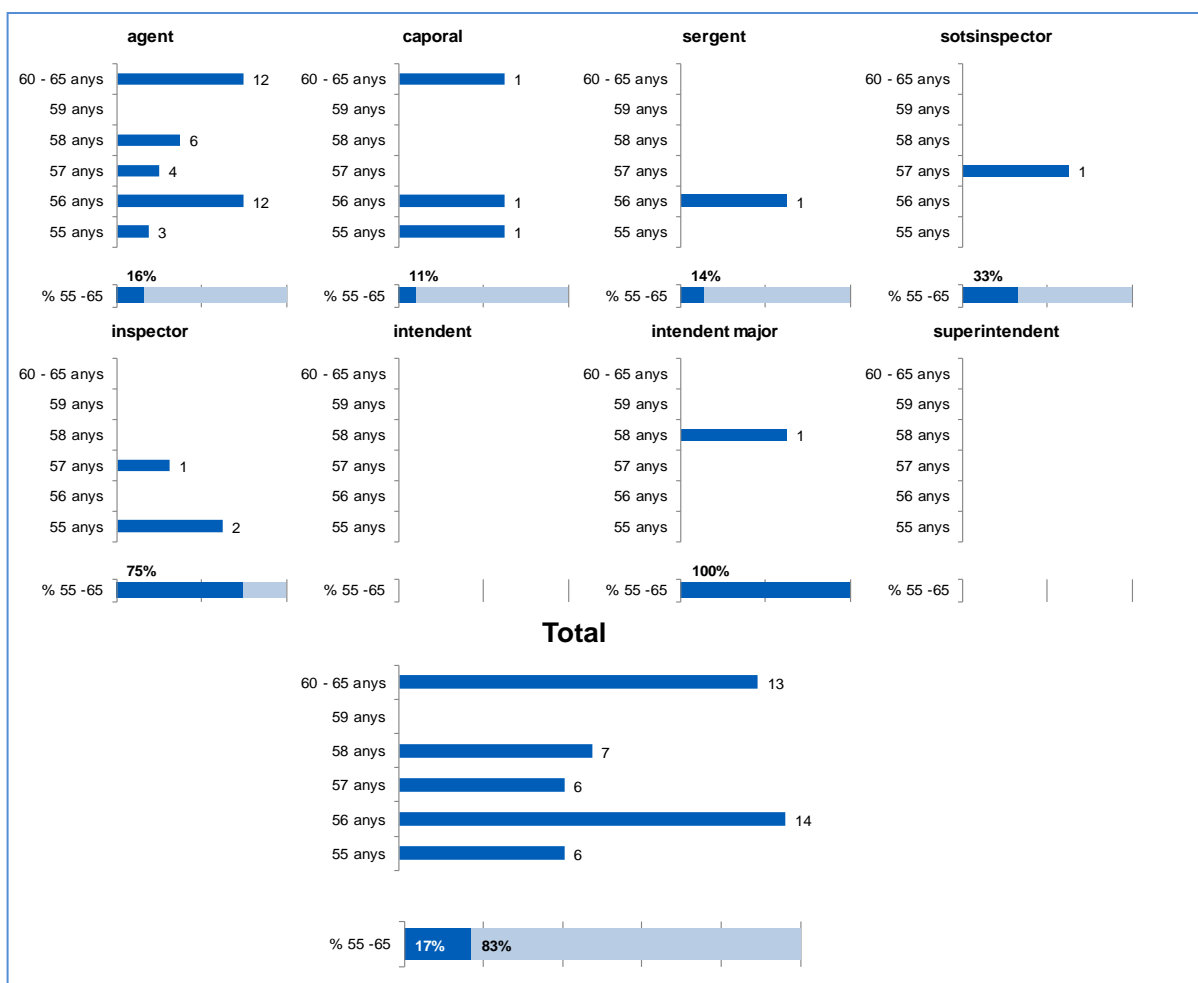 agent
60 - 65 anys 12
59 anys
58 anys 6
57 anys 4
56 anys 12
55 anys 3
16%
% 55 -65
caporal
60 - 65 anys 1
59 anys
58 anys
57 anys
56 anys 1
55 anys 1
11%
% 55 -65
sergent
60 - 65 anys
59 anys
58 anys
57 anys
56 anys 1
55 anys
14%
% 55 -65
sotsinspector
60 - 65 anys
59 anys
58 anys
57 anys 1
56 anys
55 anys
33%
% 55 -65
inspector
60 - 65 anys
59 anys
58 anys
57 anys 1
56 anys
55 anys 2
75%
% 55 -65
intendent
60 - 65 anys
59 anys
58 anys
57 anys
56 anys
55 anys
% 55 -65
intendent major
60 - 65 anys
59 anys
58 anys 1
57 anys
56 anys
55 anys
100%
% 55 -65
superintendent
60 - 65 anys
59 anys
58 anys
57 anys
56 anys
55 anys
% 55 -65
Total
60 - 65 anys 13
59 anys
58 anys 7
57 anys 6
56 anys 14
55 anys 6
% 55 -65 17% 83%